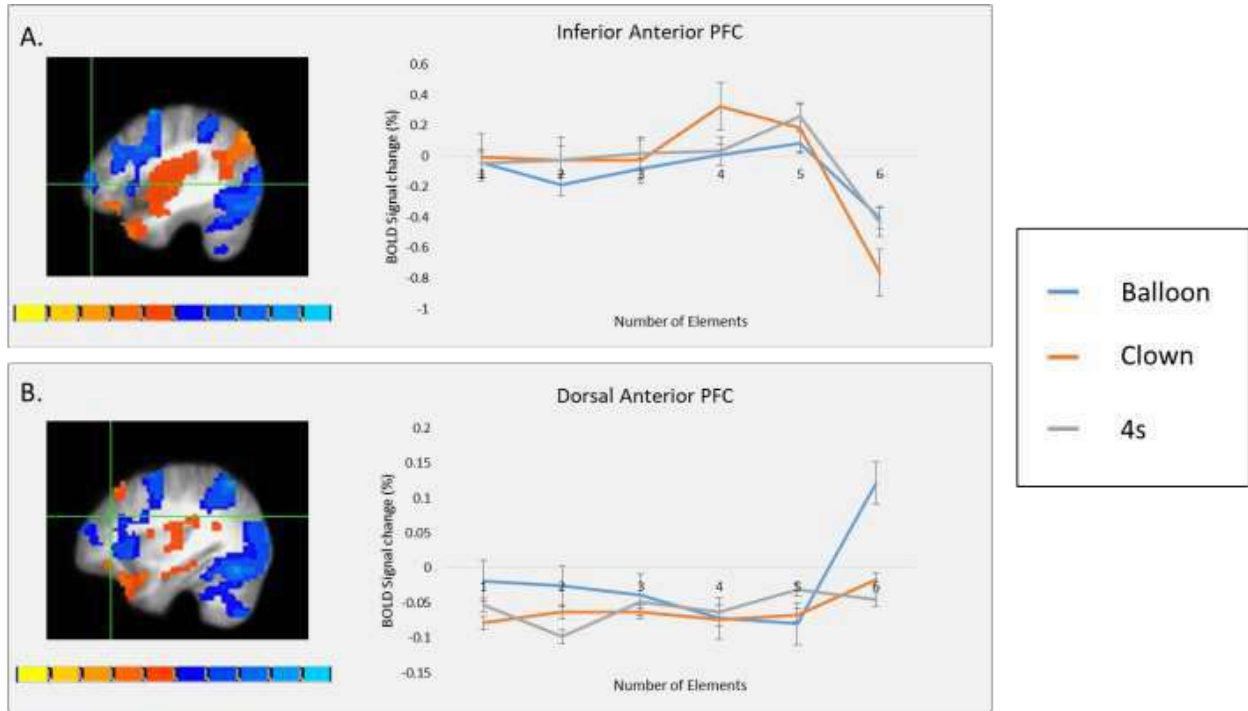 A.
Inferior Anterior PFC
BOLD Signal change (%)
0.6
0.4
0.2
0
-0.2
-0.4
-0.6
-0.8
-1
1 2 3 4 5 6
Number of Elements
B.
Dorsal Anterior PFC
BOLD Signal change (%)
0.2
0.15
0.1
0.05
0
-0.05
-0.1
-0.15
1 2 3 4 5 6
Number of Elements
Balloon
Clown
4s